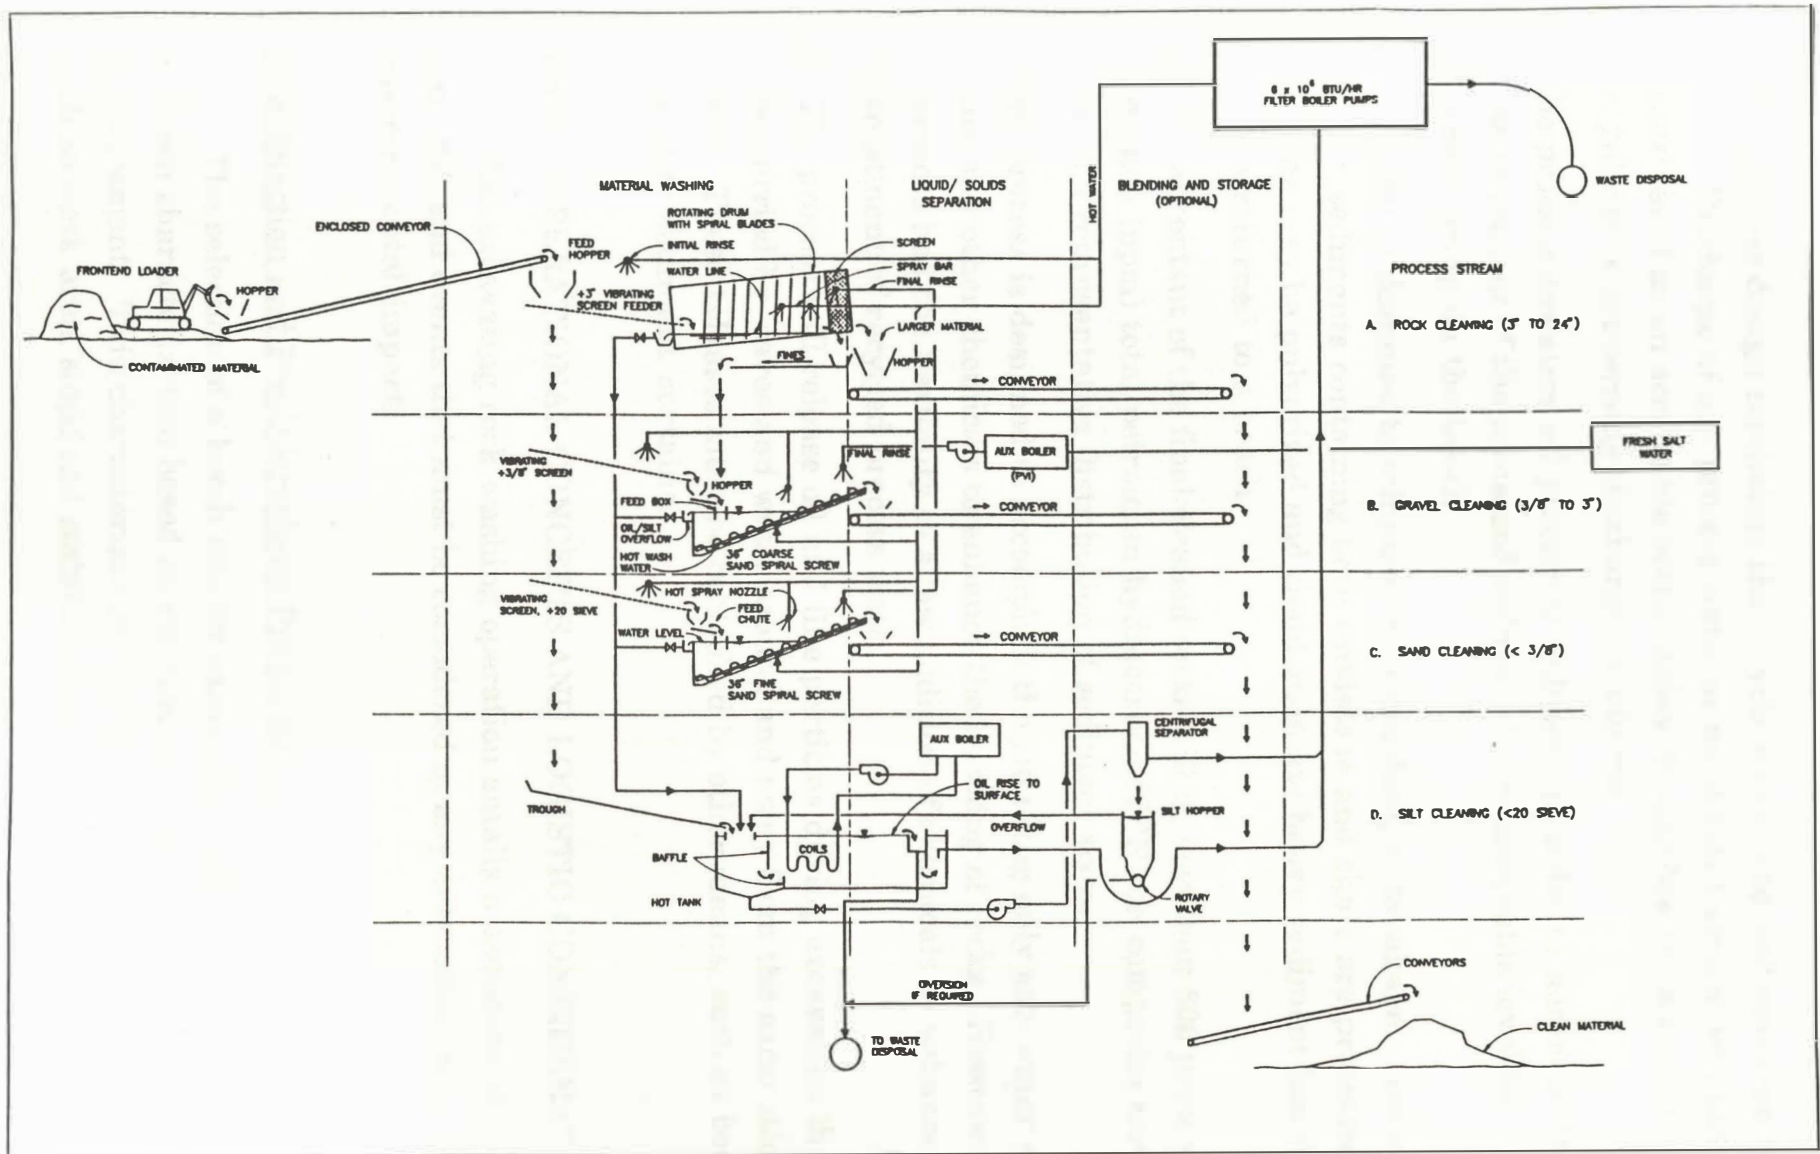 6 x 10⁶ BTU/HR
FILTER BOILER PUMPS
WASTE DISPOSAL
HOT WATER
MATERIAL WASHING
LIQUID/ SOLIDS
SEPARATION
BLENDING AND STORAGE
(OPTIONAL)
PROCESS STREAM
ENCLOSED CONVEYOR
FRONTEND LOADER
HOPPER
CONTAMINATED MATERIAL
FEED
HOPPER
+3" VIBRATING
SCREEN FEEDER
ROTATING DRUM
WITH SPIRAL BLADES
INITIAL RINSE
WATER LINE
SCREEN
SPRAY BAR
FINAL RINSE
LARGER MATERIAL
HOPPER
FINES
CONVEYOR
A. ROCK CLEANING (3" TO 24")
VIBRATING
+3/8" SCREEN
HOPPER
FEED BOX
OIL/SILT
OVERFLOW
HOT WASH
WATER
36" COARSE
SAND SPIRAL SCREW
FINAL RINSE
AUX BOILER
(PVI)
FRESH SALT
WATER
CONVEYOR
B. GRAVEL CLEANING (3/8" TO 3")
VIBRATING
SCREEN, +20 SIEVE
HOT SPRAY NOZZLE
FEED
CHUTE
WATER LEVEL
36" FINE
SAND SPIRAL SCREW
CONVEYOR
C. SAND CLEANING (< 3/8")
TROUGH
BAFFLE
HOT TANK
COILS
AUX BOILER
OIL RISE TO
SURFACE
OVERFLOW
CENTRIFUGAL
SEPARATOR
SILT HOPPER
ROTARY
VALVE
D. SILT CLEANING (<20 SIEVE)
DIVERSION
IF REQUIRED
TO WASTE
DISPOSAL
CONVEYORS
CLEAN MATERIAL